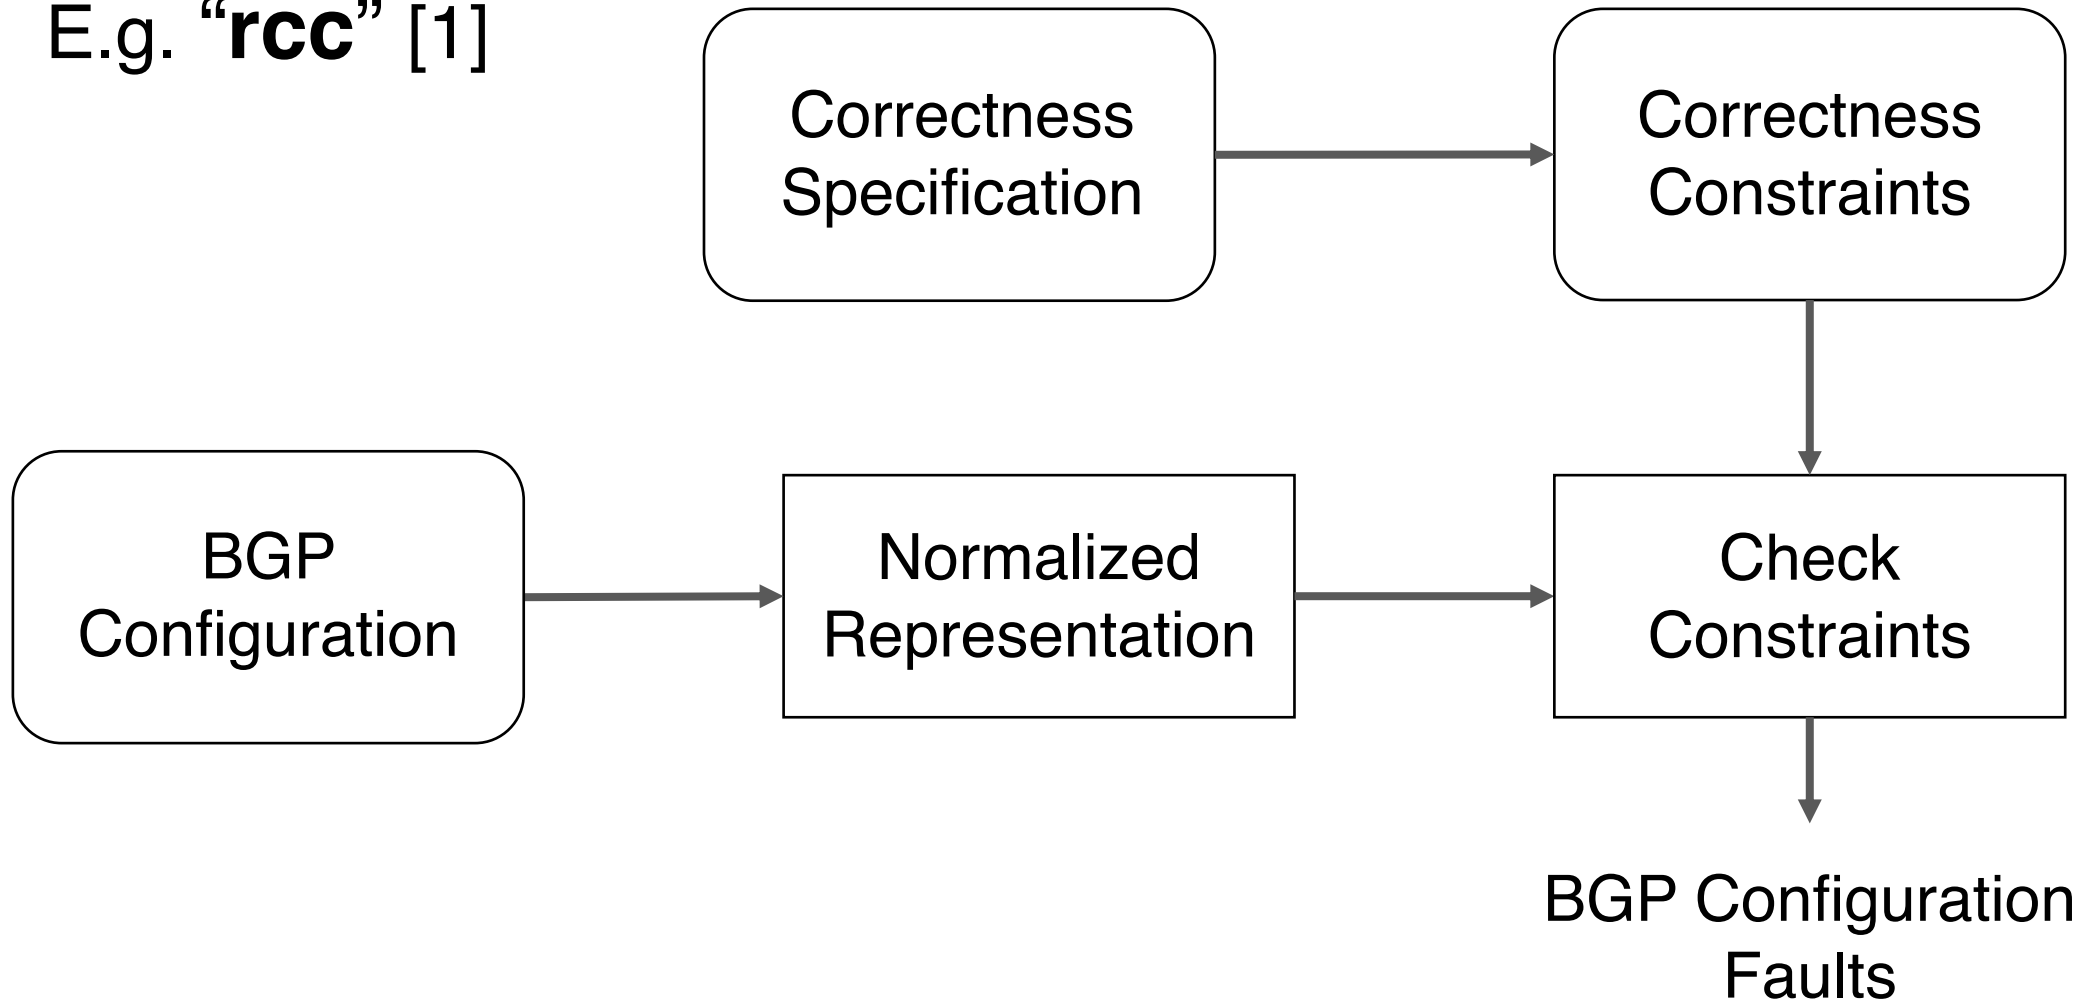 E.g. “rcc” [1]
Correctness
Specification
Correctness
Constraints
BGP
Configuration
Normalized
Representation
Check
Constraints
BGP Configuration
Faults